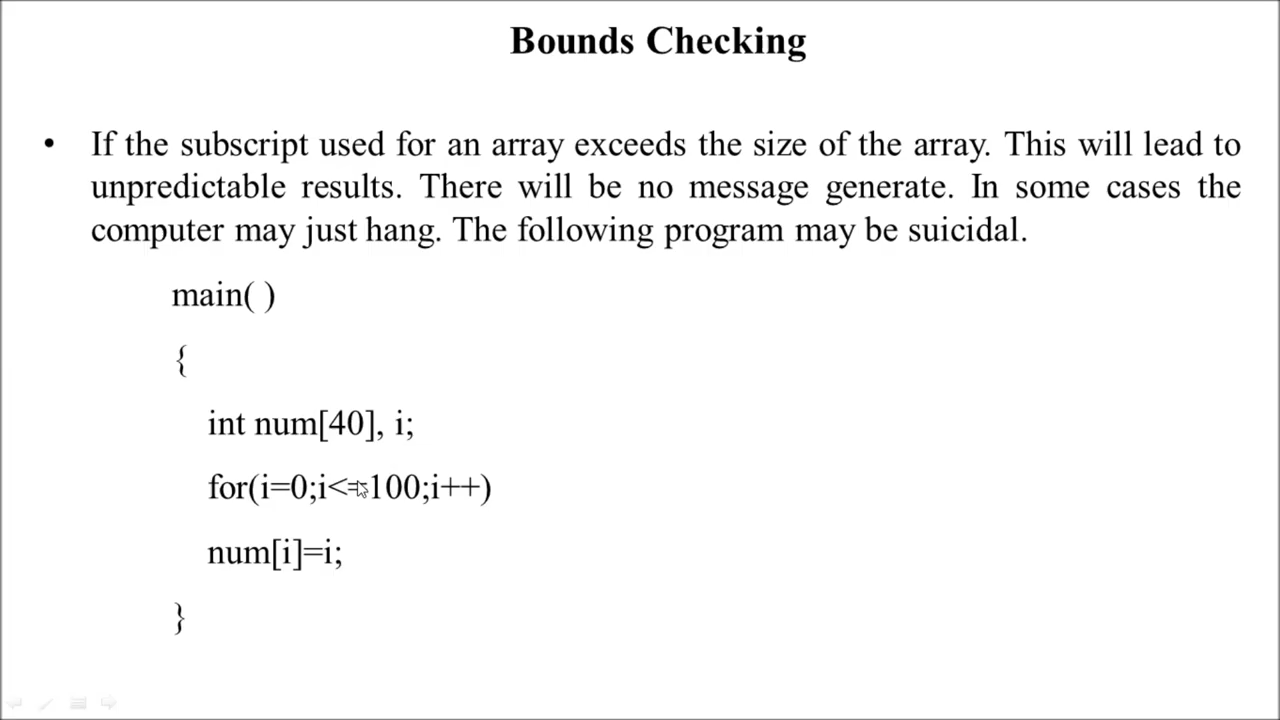 Bounds Checking
• If the subscript used for an array exceeds the size of the array. This will lead to
unpredictable results. There will be no message generate. In some cases the
computer may just hang. The following program may be suicidal.
main( )
{
int num[40], i;
for(i=0;i<=100;i++)
num[i]=i;
}